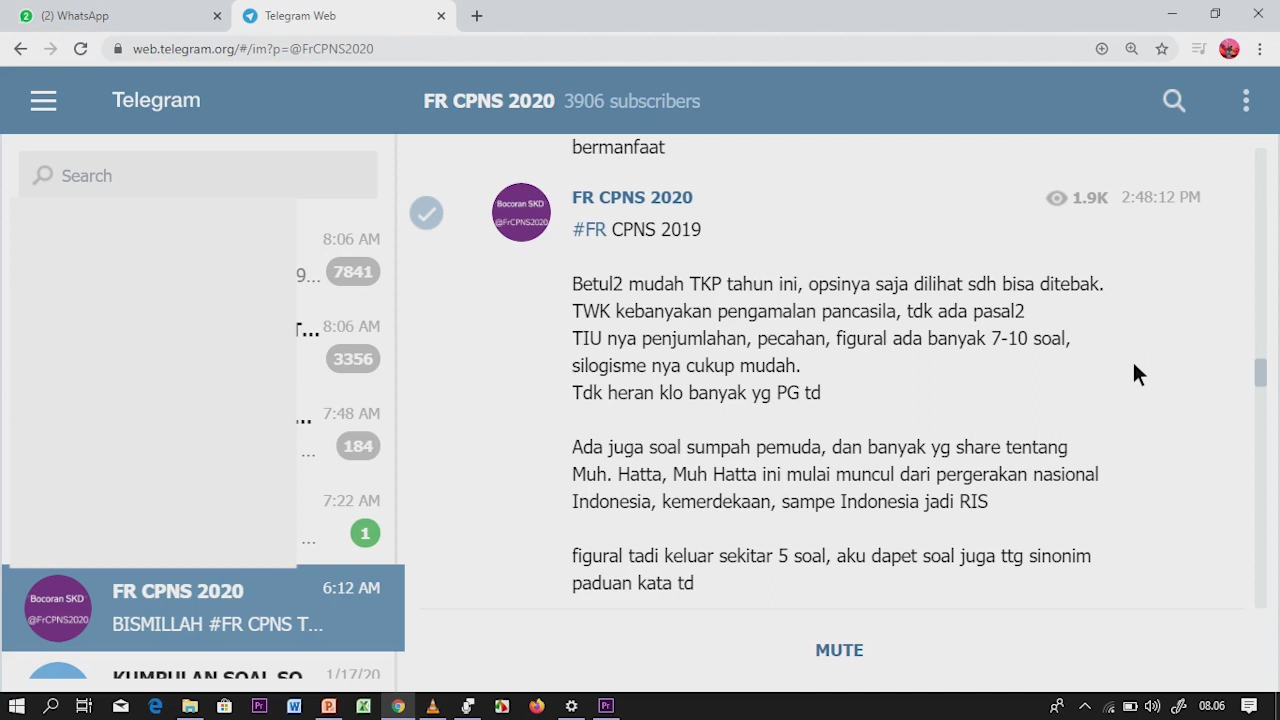 (2) WhatsApp
Telegram Web
web.telegram.org/#/im?p=@FrCPNS2020
Telegram
FR CPNS 2020 3906 subscribers
Search
8:06 AM
9... 7841
8:06 AM
3356
7:48 AM
... 184
7:22 AM
... 1
Bocoran SKD
@FrCPNS2020
FR CPNS 2020 6:12 AM
BISMILLAH #FR CPNS T...
KUMPULAN SOAL SO 1/17/20
bermanfaat
Bocoran SKD
@FrCPNS2020
FR CPNS 2020 1.9K 2:48:12 PM
#FR CPNS 2019
Betul2 mudah TKP tahun ini, opsinya saja dilihat sdh bisa ditebak.
TWK kebanyakan pengamalan pancasila, tdk ada pasal2
TIU nya penjumlahan, pecahan, figural ada banyak 7-10 soal,
silogisme nya cukup mudah.
Tdk heran klo banyak yg PG td
Ada juga soal sumpah pemuda, dan banyak yg share tentang
Muh. Hatta, Muh Hatta ini mulai muncul dari pergerakan nasional
Indonesia, kemerdekaan, sampe Indonesia jadi RIS
figural tadi keluar sekitar 5 soal, aku dapet soal juga ttg sinonim
paduan kata td
MUTE
08.06